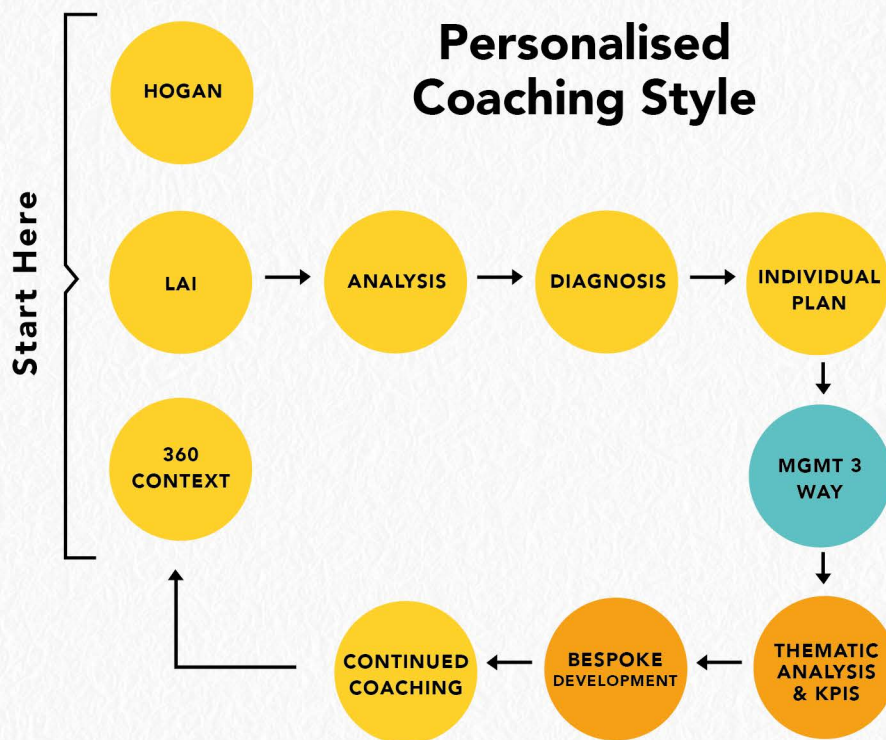 Personalised
Coaching Style
Start Here
HOGAN
LAI
360
CONTEXT
ANALYSIS
DIAGNOSIS
INDIVIDUAL
PLAN
MGMT 3
WAY
THEMATIC
ANALYSIS
& KPIS
BESPOKE
DEVELOPMENT
CONTINUED
COACHING